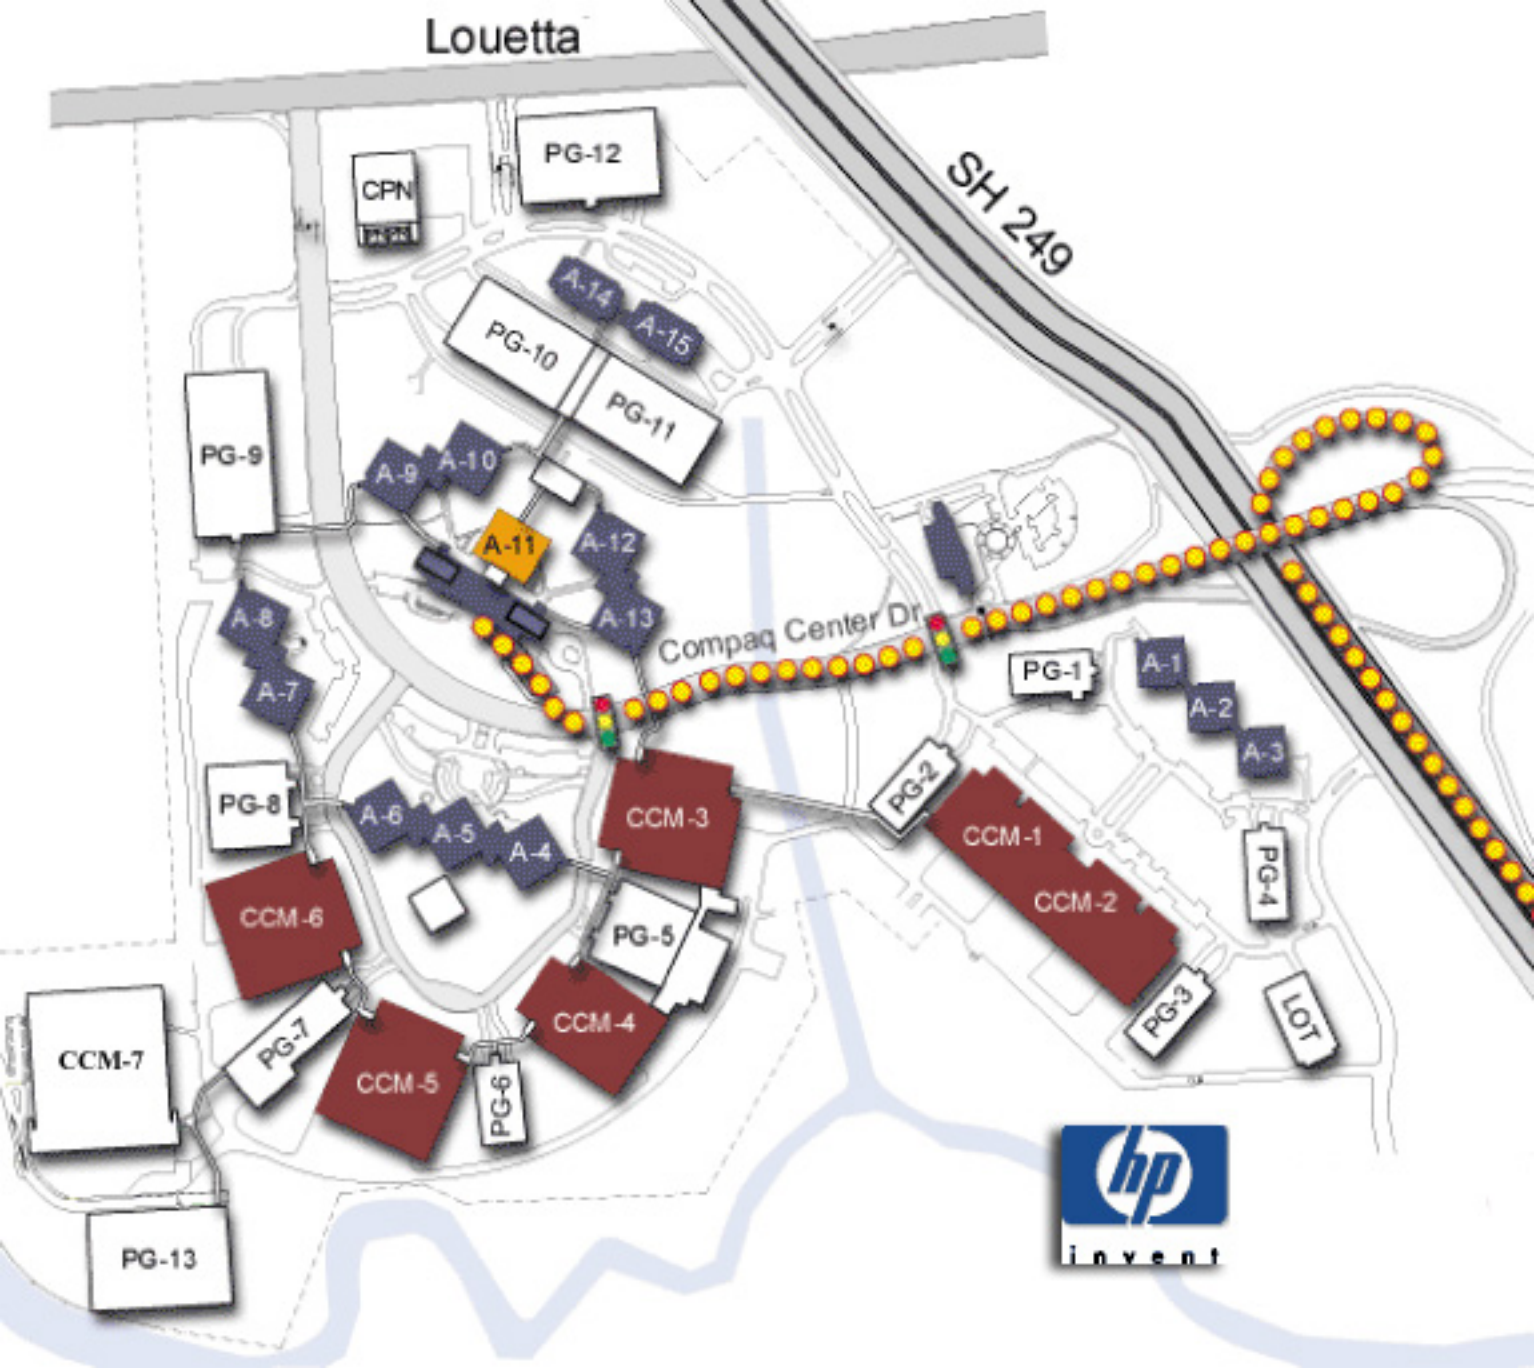 Louetta
PG-12
CPN
SH 249
A-14
A-15
PG-10
PG-11
PG-9
A-9
A-10
A-11
A-12
A-13
A-8
A-7
Compaq Center Dr.
PG-1
A-1
A-2
A-3
PG-8
A-6
A-5
A-4
CCM-3
PG-2
CCM-1
CCM-2
PG-4
CCM-6
PG-5
PG-3
LOT
CCM-7
PG-7
CCM-5
CCM-4
PG-6
hp
invent
PG-13